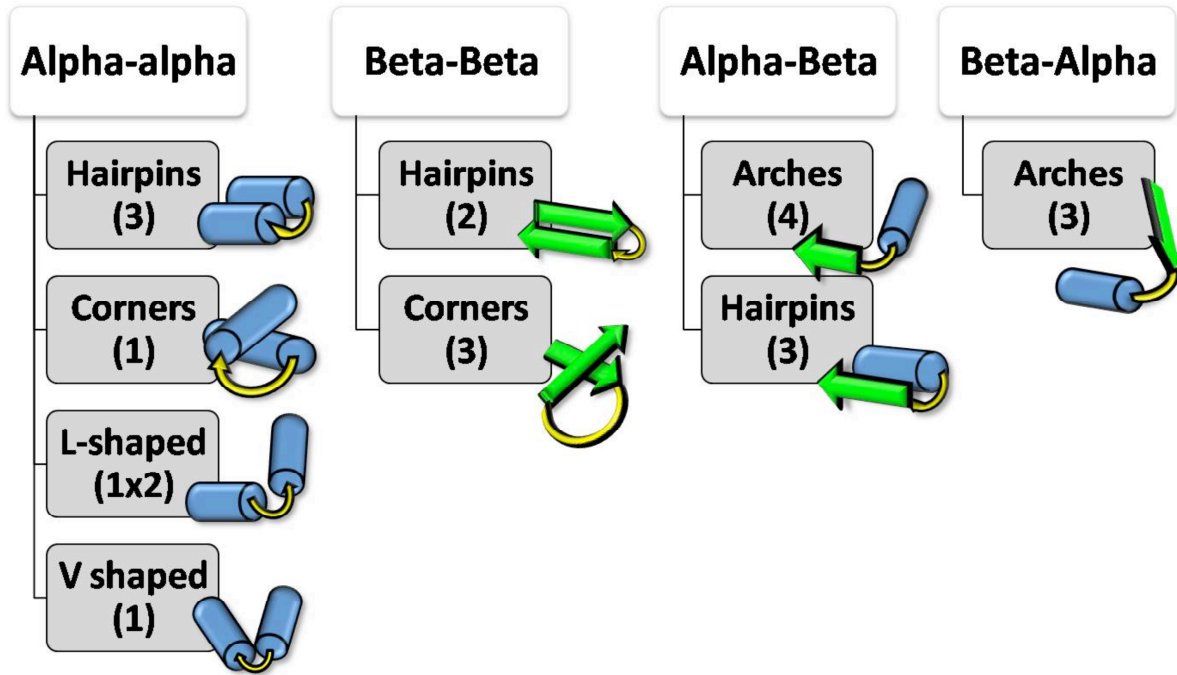 Alpha-alpha
Hairpins
(3)
Corners
(1)
L-shaped
(1x2)
V shaped
(1)
Beta-Beta
Hairpins
(2)
Corners
(3)
Alpha-Beta
Arches
(4)
Hairpins
(3)
Beta-Alpha
Arches
(3)